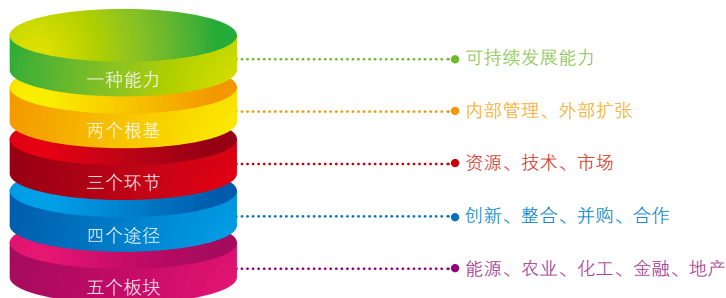 一种能力
可持续发展能力
两个根基
内部管理、外部扩张
三个环节
资源、技术、市场
四个途径
创新、整合、并购、合作
五个板块
能源、农业、化工、金融、地产